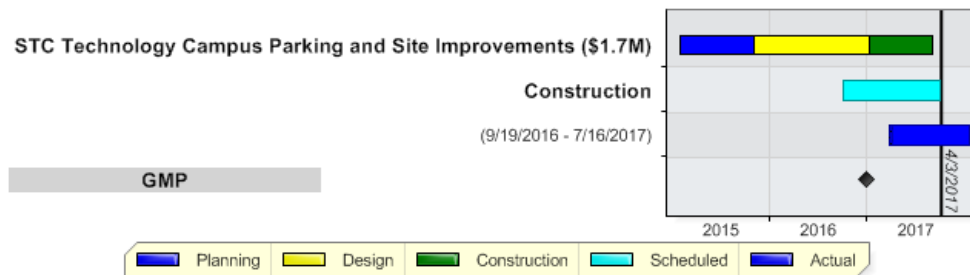 STC Technology Campus Parking and Site Improvements ($1.7M)
Construction
(9/19/2016 - 7/16/2017)
GMP
4/3/2017
2015 2016 2017
Planning Design Construction Scheduled Actual